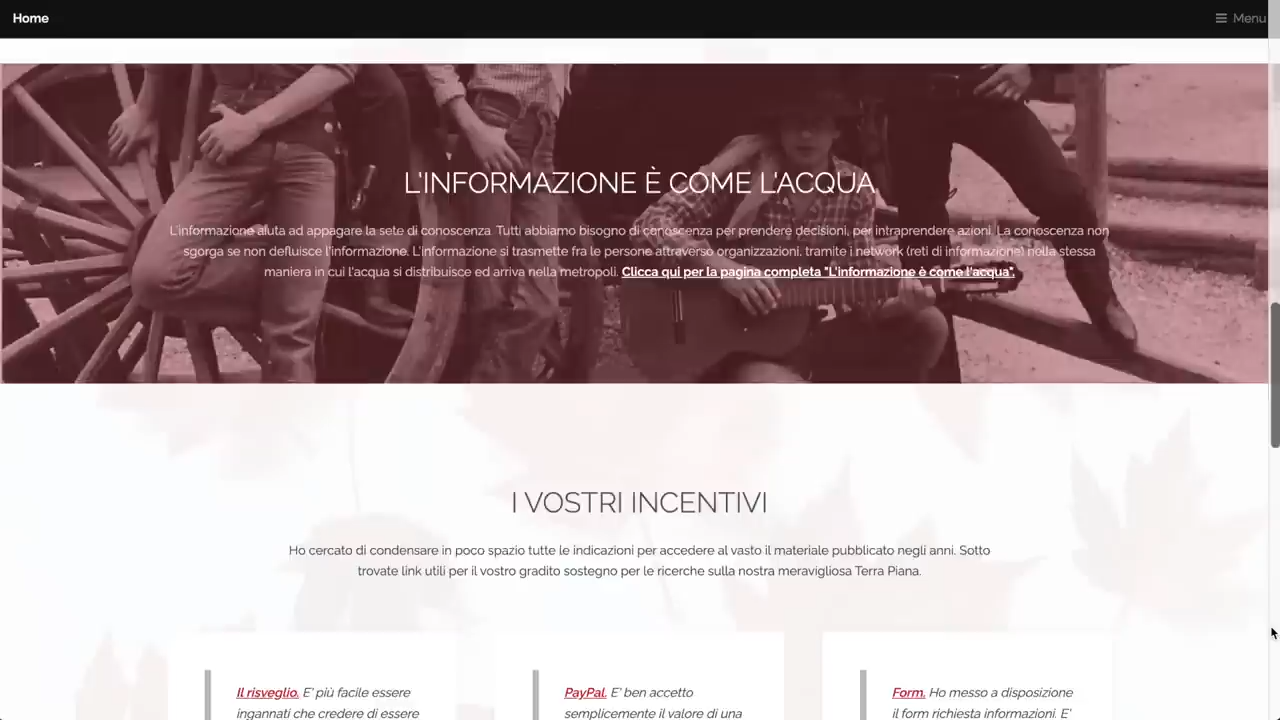 Home
Menu
L'INFORMAZIONE È COME L'ACQUA
L'informazione aiuta ad appagare la sete di conoscenza. Tutti abbiamo bisogno di conoscenza per prendere decisioni, per intraprendere azioni. La conoscenza non
sgorga se non defluisce l'informazione. L'informazione si trasmette fra le persone attraverso organizzazioni, tramite i network (reti di informazione) nella stessa
maniera in cui l'acqua si distribuisce ed arriva nella metropoli. Clicca qui per la pagina completa "L'informazione è come l'acqua".
I VOSTRI INCENTIVI
Ho cercato di condensare in poco spazio tutte le indicazioni per accedere al vasto il materiale pubblicato negli anni. Sotto
trovate link utili per il vostro gradito sostegno per le ricerche sulla nostra meravigliosa Terra Piana.
Il risveglio. E' più facile essere
ingannati che credere di essere
PayPal. E' ben accetto
semplicemente il valore di una
Form. Ho messo a disposizione
il form richiesta informazioni. E'